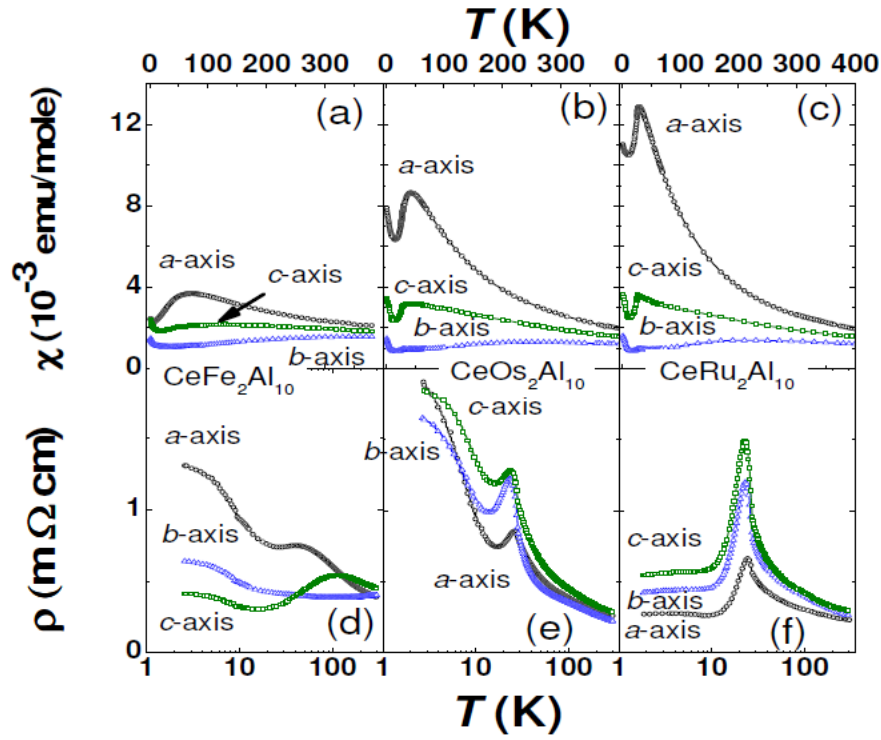 T (K)
0 100 200 300 0 100 200 300 0 100 200 300 400
(a) (b) (c)
12
8
4
0
χ (10⁻³ emu/mole)
a-axis
c-axis
b-axis
CeFe₂Al₁₀
a-axis
c-axis
b-axis
CeOs₂Al₁₀
a-axis
c-axis
b-axis
CeRu₂Al₁₀
ρ (mΩ cm)
1
0
a-axis
b-axis
c-axis
(d)
c-axis
b-axis
a-axis
(e)
c-axis
b-axis
a-axis
(f)
1 10 100 1 10 100 1 10 100
T (K)